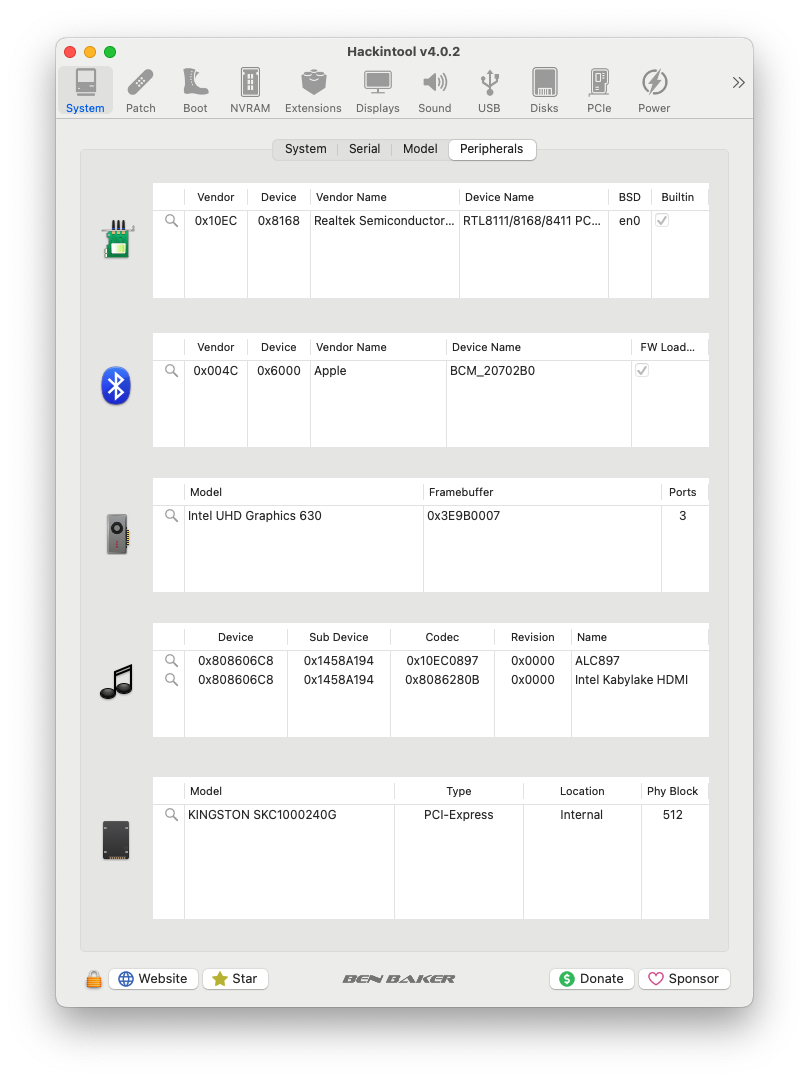 Hackintool v4.0.2
System Patch Boot NVRAM Extensions Displays Sound USB Disks PCIe Power
System Serial Model Peripherals
Vendor Device Vendor Name Device Name BSD Builtin
0x10EC 0x8168 Realtek Semiconductor... RTL8111/8168/8411 PC... en0
Vendor Device Vendor Name Device Name FW Load...
0x004C 0x6000 Apple BCM_20702B0
Model Framebuffer Ports
Intel UHD Graphics 630 0x3E9B0007 3
Device Sub Device Codec Revision Name
0x808606C8 0x1458A194 0x10EC0897 0x0000 ALC897
0x808606C8 0x1458A194 0x8086280B 0x0000 Intel Kabylake HDMI
Model Type Location Phy Block
KINGSTON SKC1000240G PCI-Express Internal 512
Website Star BEN BAKER Donate Sponsor